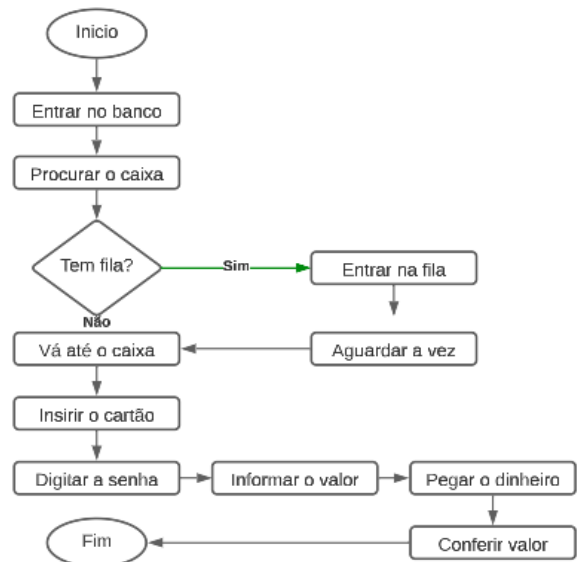 Inicio
Entrar no banco
Procurar o caixa
Tem fila?
Sim
Entrar na fila
Não
Vá até o caixa
Aguardar a vez
Insirir o cartão
Digitar a senha
Informar o valor
Pegar o dinheiro
Fim
Conferir valor